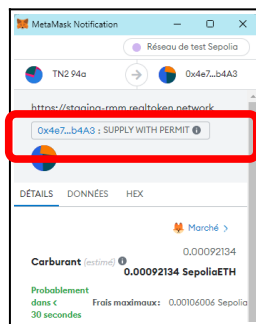 MetaMask Notification
Réseau de test Sepolia
TN2 94a
0x4e7...b4A3
https://staging-rmm.realtoken.network
0x4e7...b4A3 : SUPPLY WITH PERMIT
DÉTAILS DONNÉES HEX
Marché >
0.00092134
Carburant (estimé)
0.00092134 SepoliaETH
Probablement
dans <
30 secondes
Frais maximaux : 0.00106006 Sepolia